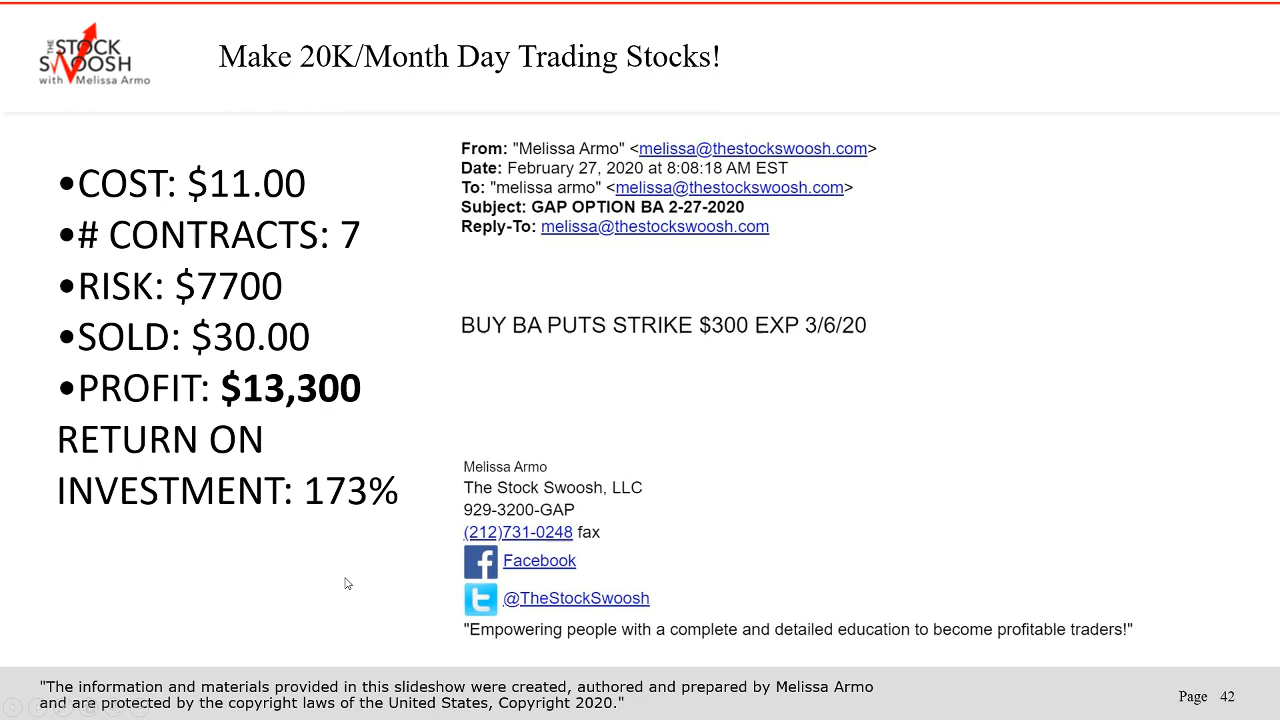 THE STOCK
SWOOSH
with Melissa Armo
Make 20K/Month Day Trading Stocks!
•COST: $11.00
•# CONTRACTS: 7
•RISK: $7700
•SOLD: $30.00
•PROFIT: $13,300
RETURN ON
INVESTMENT: 173%
From: "Melissa Armo" <melissa@thestockswoosh.com>
Date: February 27, 2020 at 8:08:18 AM EST
To: "melissa armo" <melissa@thestockswoosh.com>
Subject: GAP OPTION BA 2-27-2020
Reply-To: melissa@thestockswoosh.com
BUY BA PUTS STRIKE $300 EXP 3/6/20
Melissa Armo
The Stock Swoosh, LLC
929-3200-GAP
(212)731-0248 fax
Facebook
@TheStockSwoosh
"Empowering people with a complete and detailed education to become profitable traders!"
"The information and materials provided in this slideshow were created, authored and prepared by Melissa Armo
and are protected by the copyright laws of the United States, Copyright 2020."
Page 42